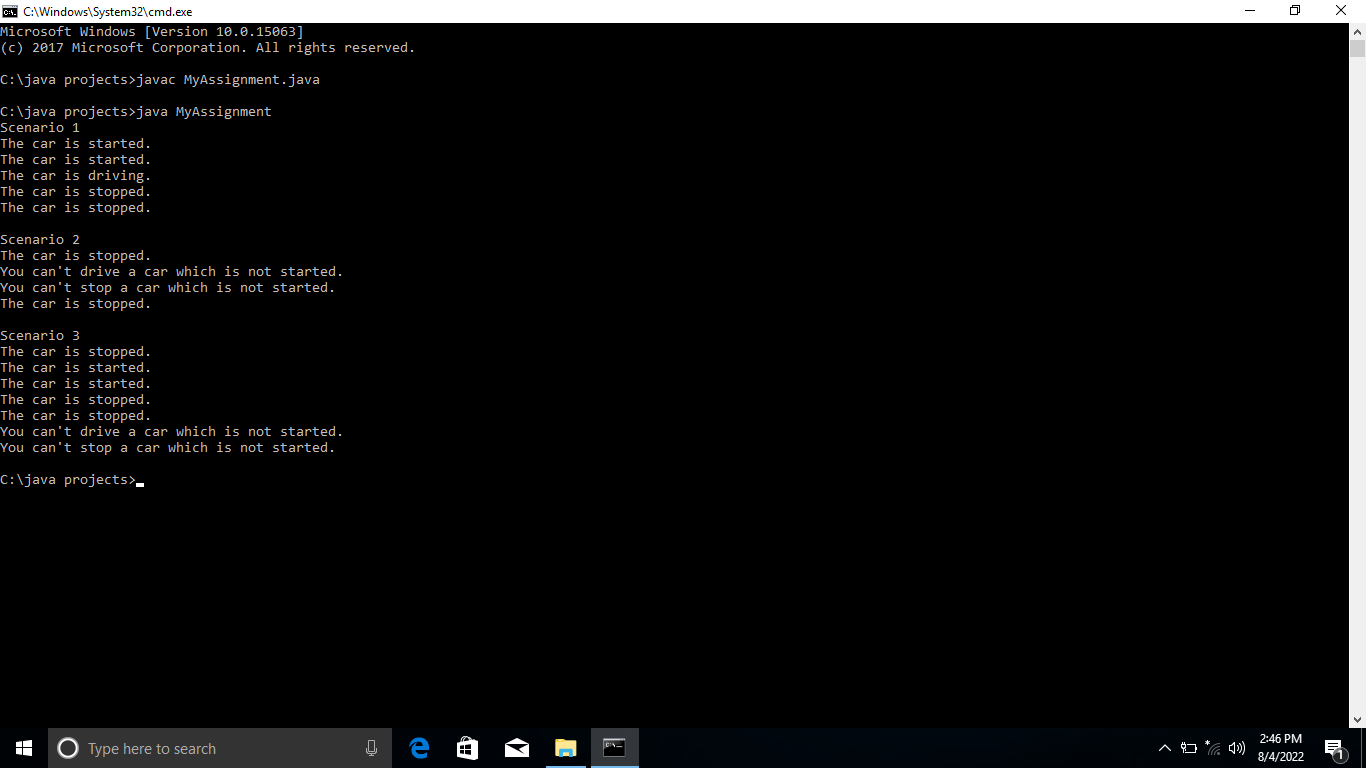 C:\Windows\System32\cmd.exe
Microsoft Windows [Version 10.0.15063]
(c) 2017 Microsoft Corporation. All rights reserved.
C:\java projects>javac MyAssignment.java
C:\java projects>java MyAssignment
Scenario 1
The car is started.
The car is started.
The car is driving.
The car is stopped.
The car is stopped.
Scenario 2
The car is stopped.
You can't drive a car which is not started.
You can't stop a car which is not started.
The car is stopped.
Scenario 3
The car is stopped.
The car is started.
The car is started.
The car is stopped.
The car is stopped.
You can't drive a car which is not started.
You can't stop a car which is not started.
C:\java projects>
Type here to search
2:46 PM
8/4/2022
1